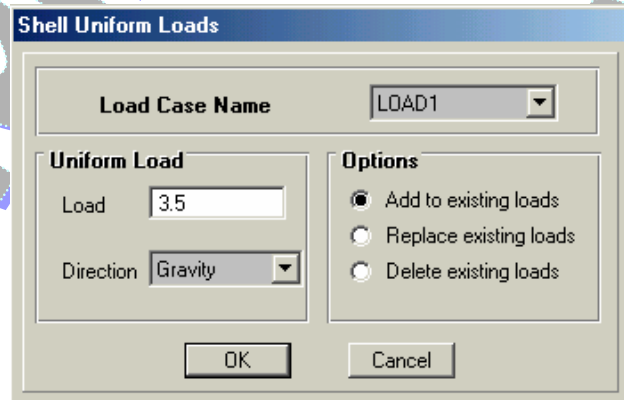 Shell Uniform Loads
Load Case Name LOAD1
Uniform Load
Load 3.5
Direction Gravity
Options
Add to existing loads
Replace existing loads
Delete existing loads
OK Cancel